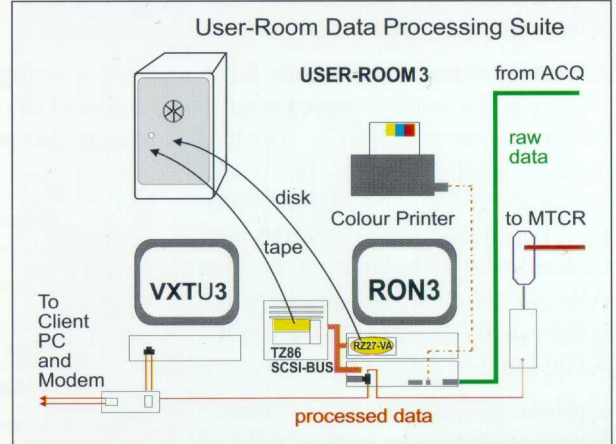 User-Room Data Processing Suite
USER-ROOM 3
from ACQ
raw
data
disk
Colour Printer
to MTCR
tape
VXTU3
RON3
To
Client
PC
and
Modem
RZ27-VA
TZ86
SCSI-BUS
processed data